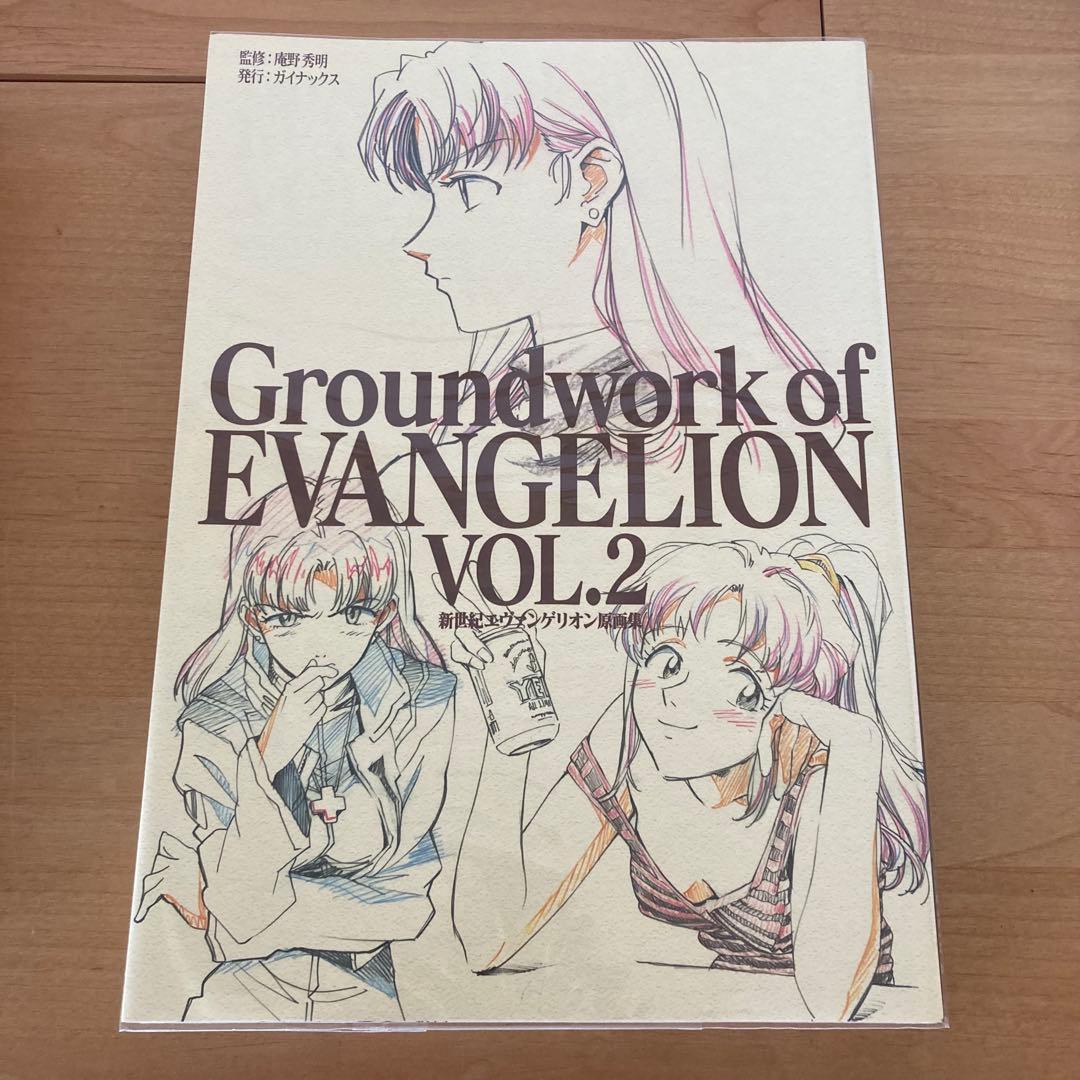 監修：庵野 秀明
発行：ガイナックス
Groundwork of
EVANGELION
VOL.2
新世紀エヴァンゲリオン原画集
YE